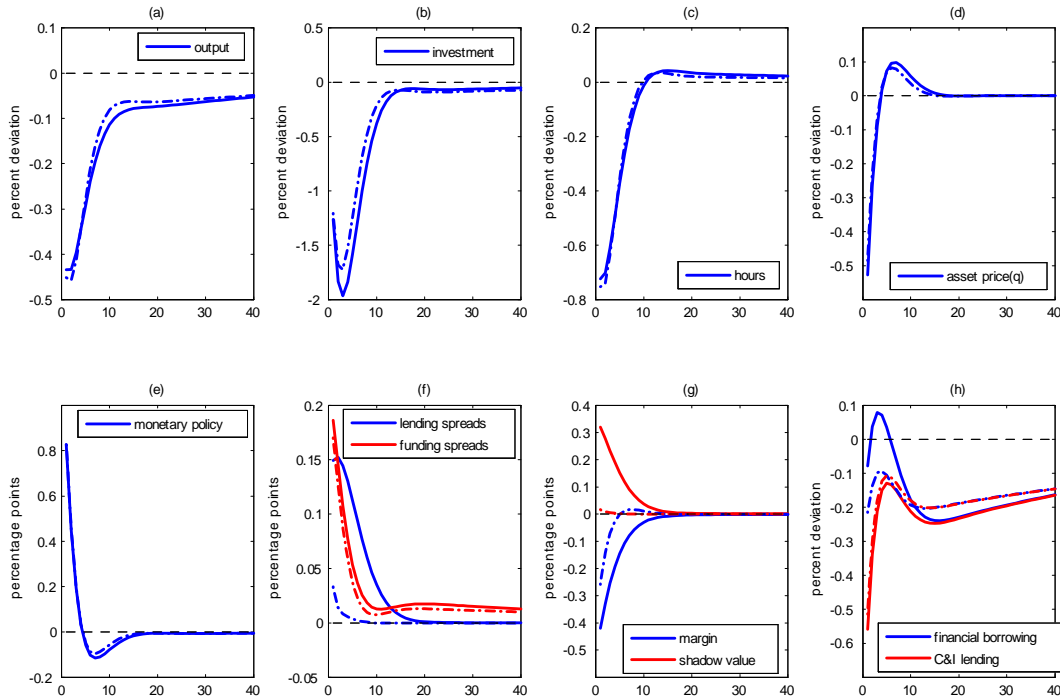 (a)
(b)
(c)
(d)
0.1
0
-0.1
-0.2
-0.3
-0.4
-0.5
0 10 20 30 40
percent deviation
output
0.5
0
-0.5
-1
-1.5
-2
0 10 20 30 40
percent deviation
investment
0.2
0
-0.2
-0.4
-0.6
-0.8
0 10 20 30 40
percent deviation
hours
0.1
0
-0.1
-0.2
-0.3
-0.4
-0.5
0 10 20 30 40
percent deviation
asset price(q)
(e)
(f)
(g)
(h)
0.8
0.6
0.4
0.2
0
-0.2
0 10 20 30 40
percentage points
monetary policy
0.2
0.15
0.1
0.05
0
-0.05
0 10 20 30 40
percentage points
lending spreads
funding spreads
0.4
0.3
0.2
0.1
0
-0.1
-0.2
-0.3
-0.4
-0.5
0 10 20 30 40
percentage points
margin
shadow value
0.1
0
-0.1
-0.2
-0.3
-0.4
-0.5
-0.6
0 10 20 30 40
percent deviation
financial borrowing
C&I lending